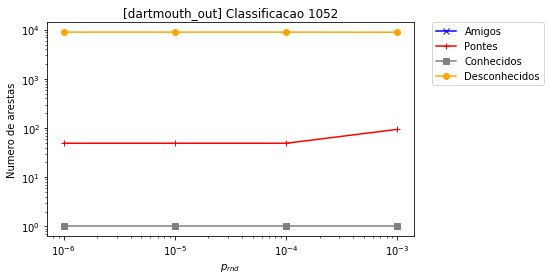 [dartmouth_out] Classificacao 1052
10⁴
10³
10²
10¹
10⁰
Numero de arestas
10⁻⁶
10⁻⁵
10⁻⁴
10⁻³
p_rnd
Amigos
Pontes
Conhecidos
Desconhecidos